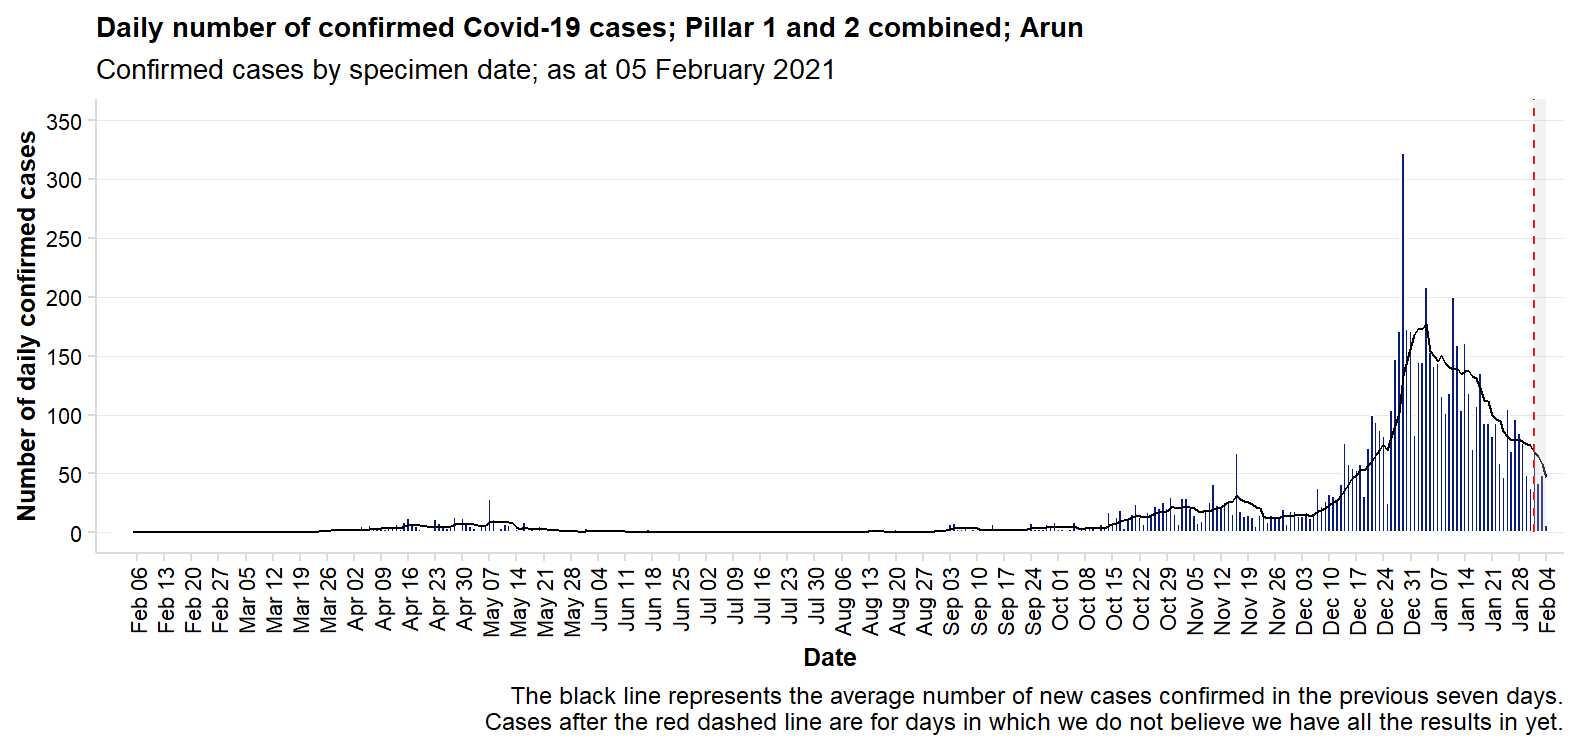 Daily number of confirmed Covid-19 cases; Pillar 1 and 2 combined; Arun
Confirmed cases by specimen date; as at 05 February 2021
Number of daily confirmed cases
350
300
250
200
150
100
50
0
Feb 06
Feb 13
Feb 20
Feb 27
Mar 05
Mar 12
Mar 19
Mar 26
Apr 02
Apr 09
Apr 16
Apr 23
Apr 30
May 07
May 14
May 21
May 28
Jun 04
Jun 11
Jun 18
Jun 25
Jul 02
Jul 09
Jul 16
Jul 23
Jul 30
Aug 06
Aug 13
Aug 20
Aug 27
Sep 03
Sep 10
Sep 17
Sep 24
Oct 01
Oct 08
Oct 15
Oct 22
Oct 29
Nov 05
Nov 12
Nov 19
Nov 26
Dec 03
Dec 10
Dec 17
Dec 24
Dec 31
Jan 07
Jan 14
Jan 21
Jan 28
Feb 04
Date
The black line represents the average number of new cases confirmed in the previous seven days.
Cases after the red dashed line are for days in which we do not believe we have all the results in yet.